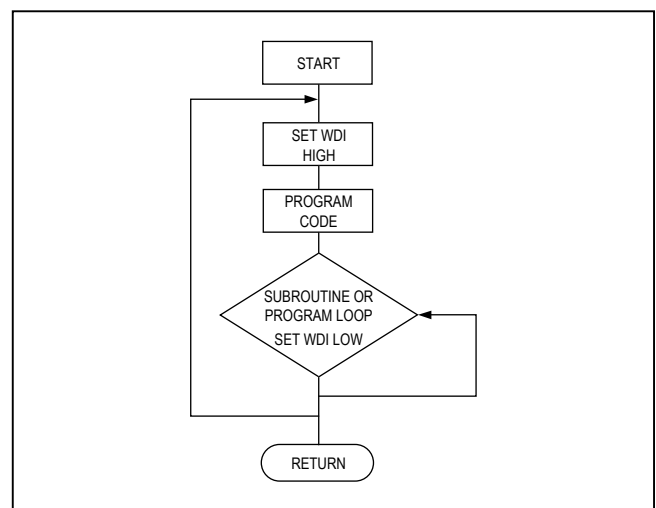 START
SET WDI
HIGH
PROGRAM
CODE
SUBROUTINE OR
PROGRAM LOOP
SET WDI LOW
RETURN